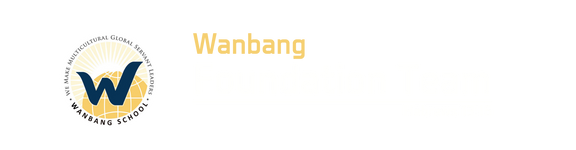 WE MAKE MULTICULTURAL GLOBAL SERVANT LEADERS
W
• WANBANG SCHOOL •
Wanbang